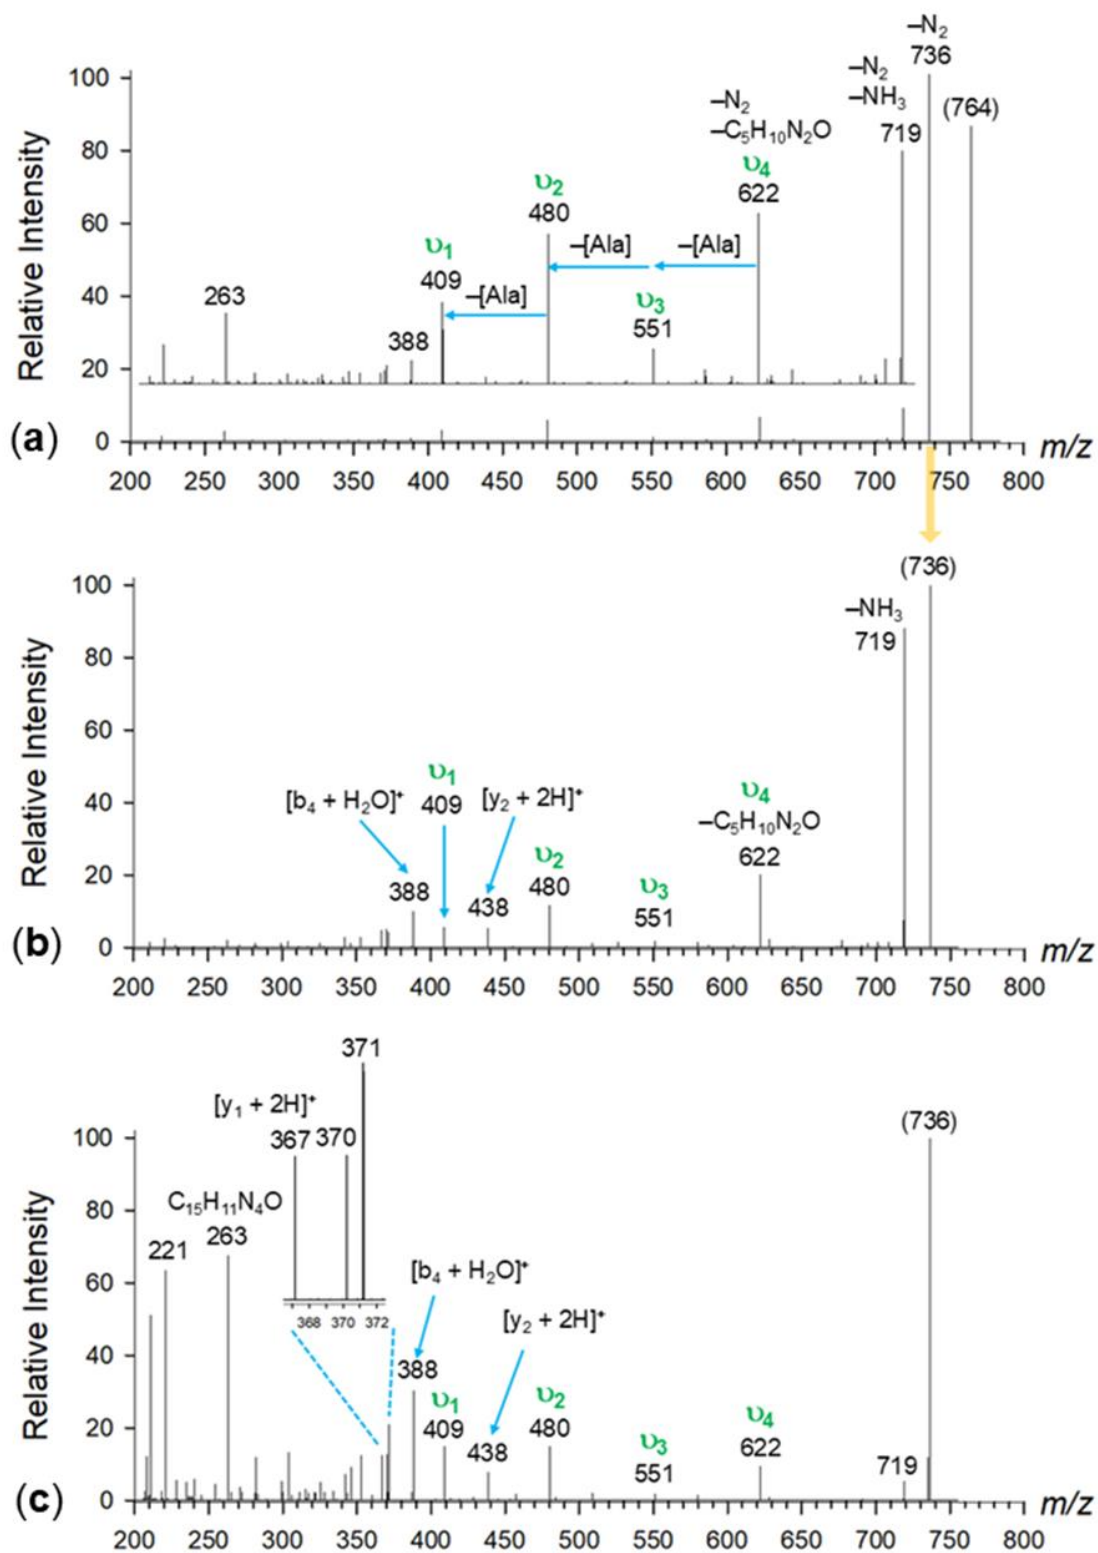 –N₂
736
–N₂
–NH₃
719
(764)
–N₂
–C₅H₁₀N₂O
υ₄
622
υ₂
480
–[Ala]
–[Ala]
υ₁
409
–[Ala]
υ₃
551
263
388
Relative Intensity
100
80
60
40
20
0
(a)
m/z
200 250 300 350 400 450 500 550 600 650 700 750 800
(736)
–NH₃
719
[b₄ + H₂O]⁺
υ₁
409
[y₂ + 2H]⁺
υ₄
–C₅H₁₀N₂O
622
388
438
υ₂
480
υ₃
551
Relative Intensity
100
80
60
40
20
0
(b)
m/z
200 250 300 350 400 450 500 550 600 650 700 750 800
371
[y₁ + 2H]⁺
367 370
(736)
C₁₅H₁₁N₄O
263
221
368 370 372
[b₄ + H₂O]⁺
[y₂ + 2H]⁺
388
υ₁
409
438
υ₂
480
υ₃
551
υ₄
622
719
Relative Intensity
100
80
60
40
20
0
(c)
m/z
200 250 300 350 400 450 500 550 600 650 700 750 800